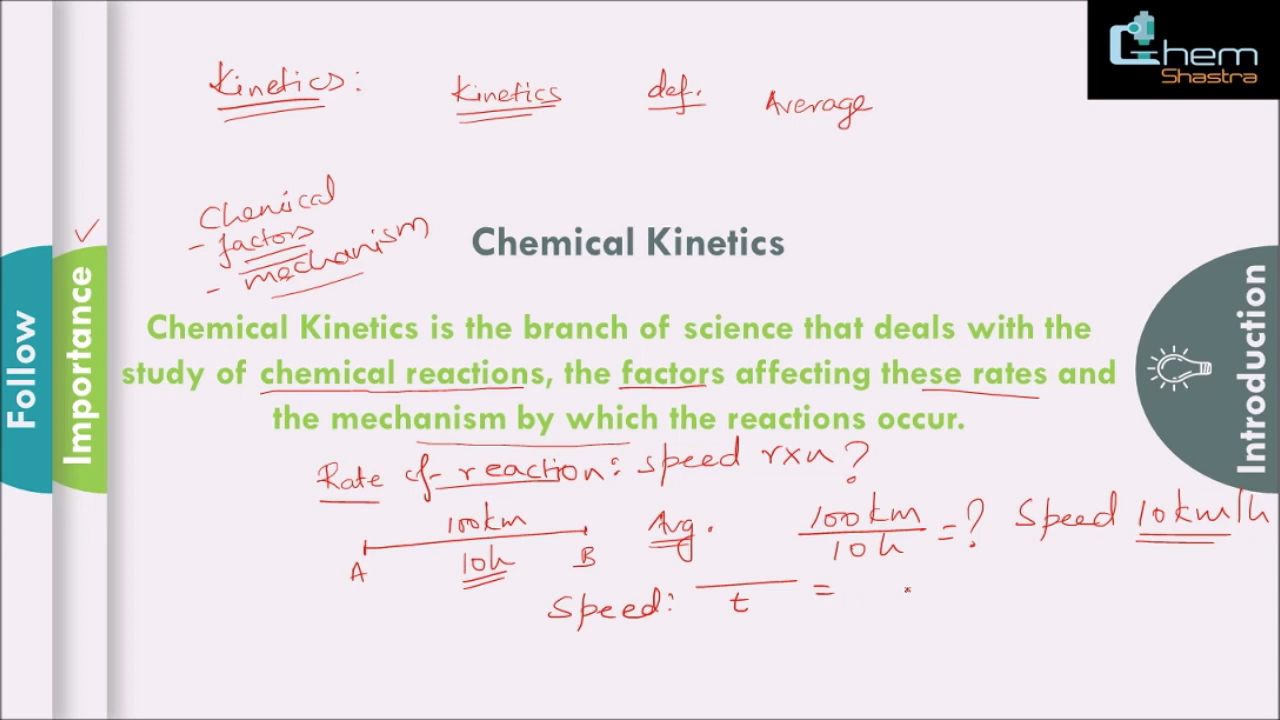 Chem
Shastra
Kinetics: Kinetics def. Average
Chemical
- factors
- mechanism
Chemical Kinetics
Chemical Kinetics is the branch of science that deals with the
study of chemical reactions, the factors affecting these rates and
the mechanism by which the reactions occur.
Rate of reaction: speed rxn?
100km
A 10h B
Avg.
100km
10h
= ? Speed 10km/h
Speed: 
t =
Follow
Importance
Introduction